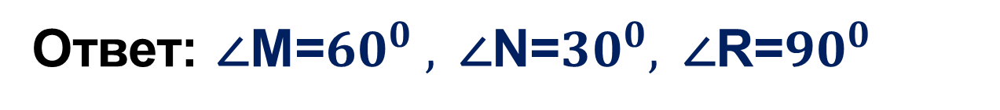 Ответ: ∠M=60⁰ , ∠N=30⁰, ∠R=90⁰